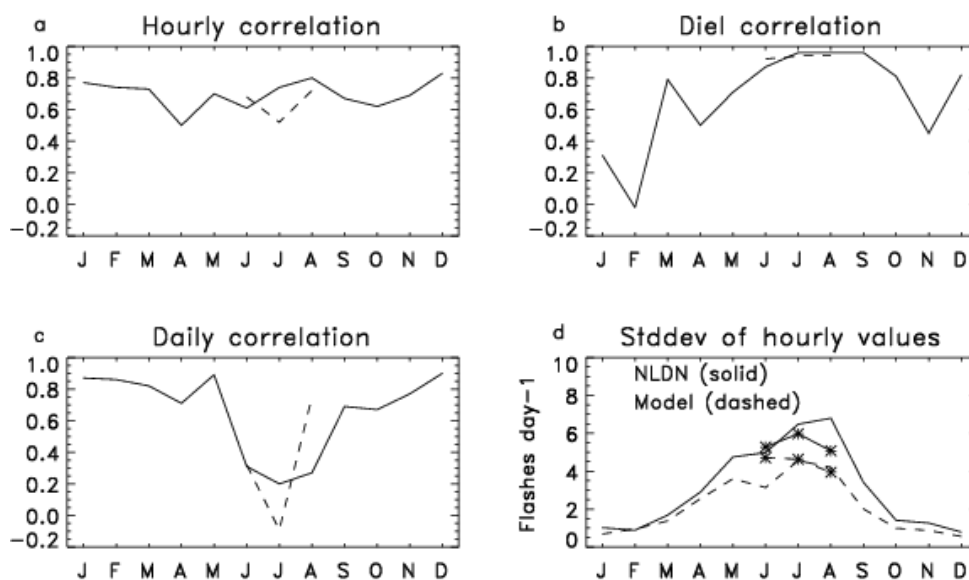 a
Hourly correlation
1.0
0.8
0.6
0.4
0.2
0.0
−0.2
J F M A M J J A S O N D
b
Diel correlation
1.0
0.8
0.6
0.4
0.2
0.0
−0.2
J F M A M J J A S O N D
c
Daily correlation
1.0
0.8
0.6
0.4
0.2
0.0
−0.2
J F M A M J J A S O N D
d
Stddev of hourly values
NLDN (solid)
Model (dashed)
Flashes day−1
10
8
6
4
2
0
J F M A M J J A S O N D